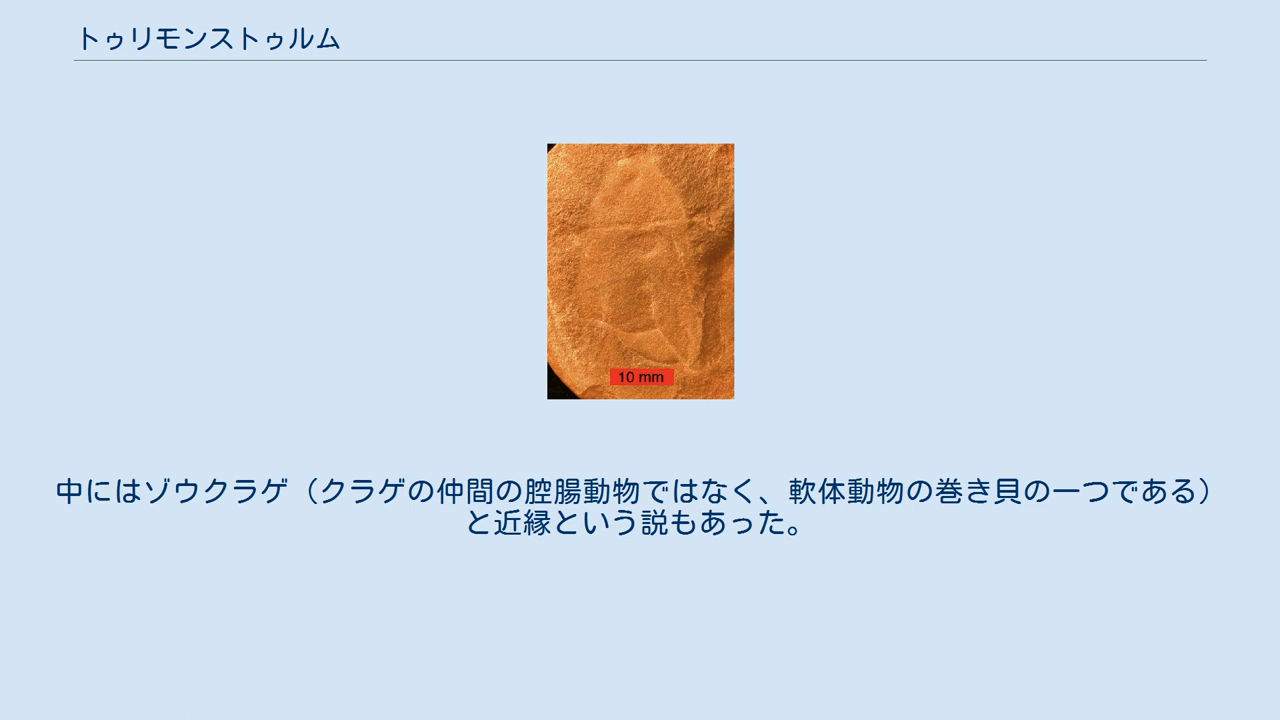 トゥリモンストゥルム
10 mm
中にはゾウクラゲ（クラゲの仲間の腔腸動物ではなく、軟体動物の巻き貝の一つである）
と近縁という説もあった。